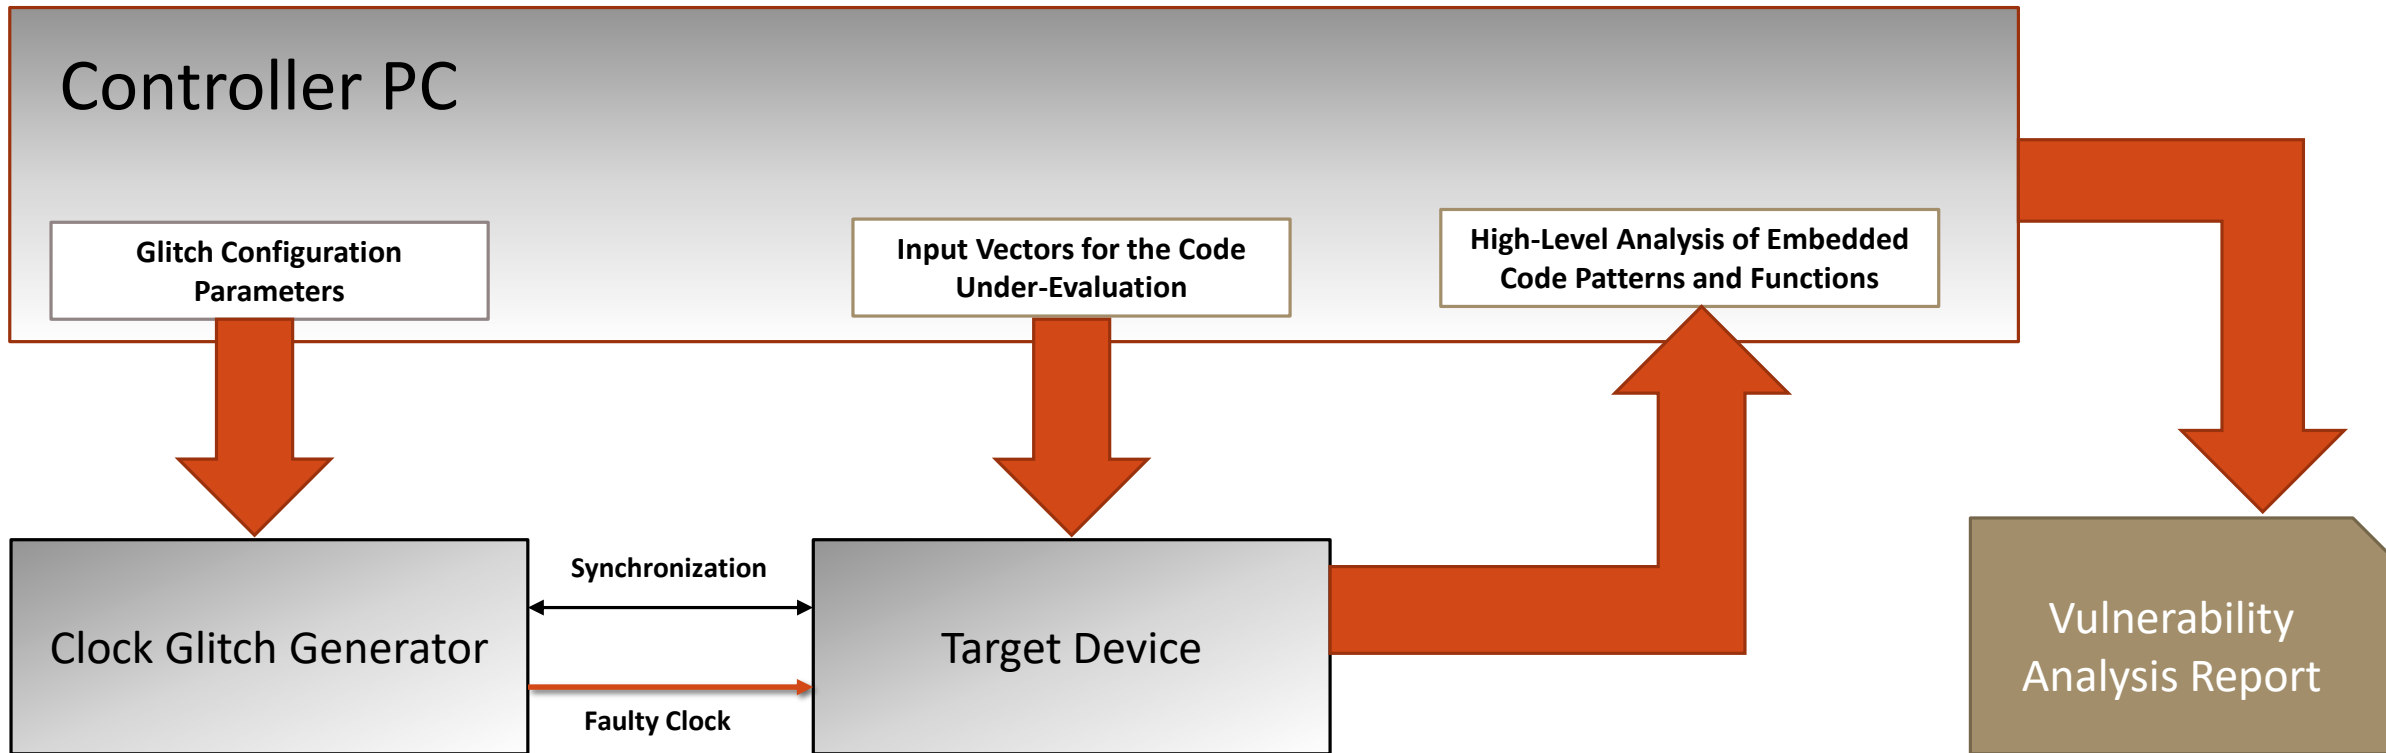 Controller PC
Glitch Configuration
Parameters
Input Vectors for the Code
Under-Evaluation
High-Level Analysis of Embedded
Code Patterns and Functions
Synchronization
Clock Glitch Generator
Target Device
Faulty Clock
Vulnerability
Analysis Report